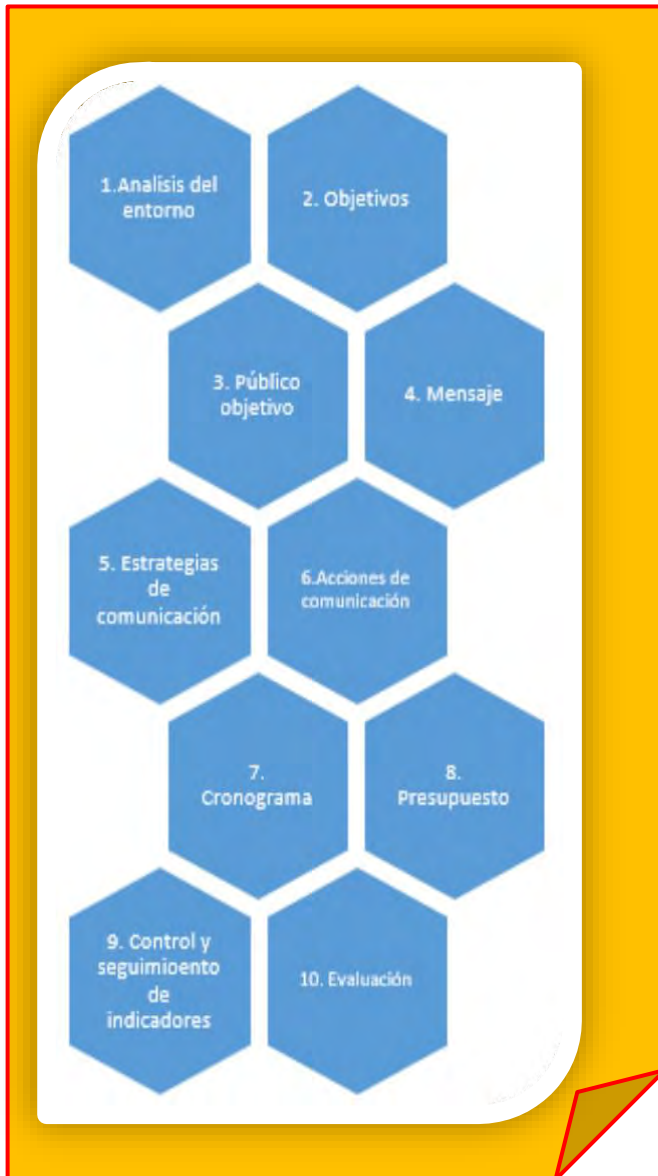 1.Analisis del
entorno
2. Objetivos
3. Público
objetivo
4. Mensaje
5. Estrategias
de
comunicación
6.Acciones de
comunicación
7.
Cronograma
8.
Presupuesto
9. Control y
seguimioento
de
indicadores
10. Evaluación